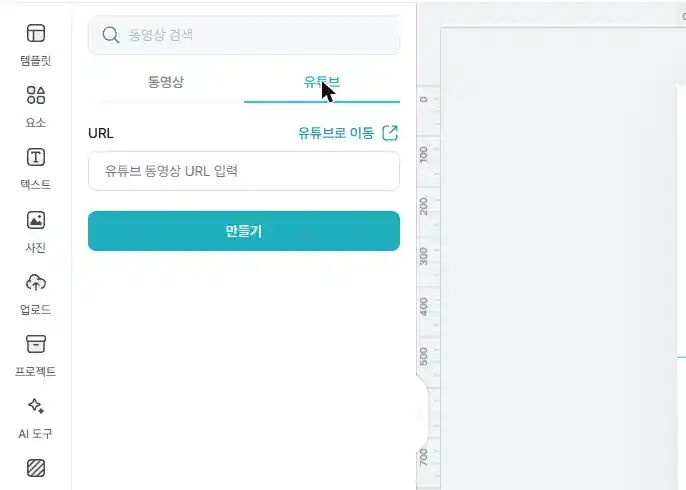 동영상 검색
동영상
유튜브
URL
유튜브로 이동
유튜브 동영상 URL 입력
만들기
템플릿
요소
텍스트
사진
업로드
프로젝트
AI 도구
0
100
200
300
400
500
700